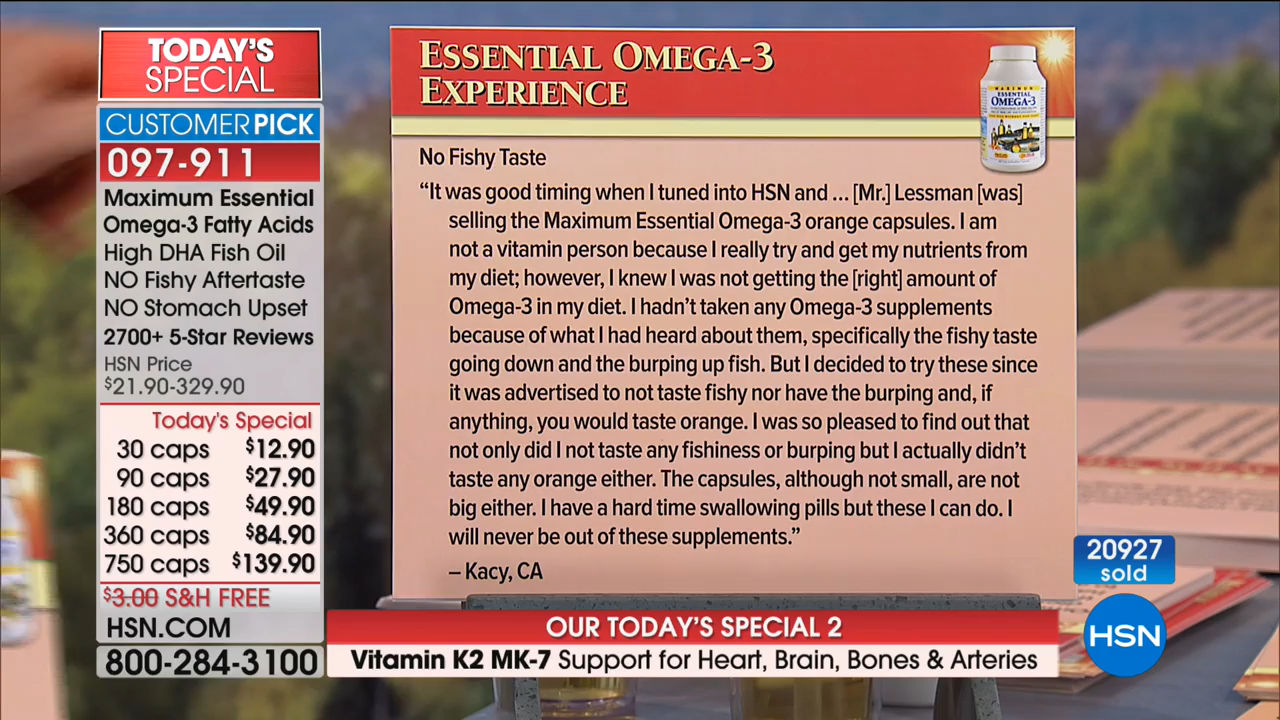 TODAY'S
SPECIAL
CUSTOMER PICK
097-911
Maximum Essential
Omega-3 Fatty Acids
High DHA Fish Oil
NO Fishy Aftertaste
NO Stomach Upset
2700+ 5-Star Reviews
HSN Price
$21.90-329.90
Today's Special
30 caps $12.90
90 caps $27.90
180 caps $49.90
360 caps $84.90
750 caps $139.90
$3.00 S&H FREE
HSN.COM
800-284-3100
ESSENTIAL OMEGA-3
EXPERIENCE
MAXIMUM
ESSENTIAL
OMEGA-3
No Fishy Taste
“It was good timing when I tuned into HSN and ... [Mr.] Lessman [was]
selling the Maximum Essential Omega-3 orange capsules. I am
not a vitamin person because I really try and get my nutrients from
my diet; however, I knew I was not getting the [right] amount of
Omega-3 in my diet. I hadn’t taken any Omega-3 supplements
because of what I had heard about them, specifically the fishy taste
going down and the burping up fish. But I decided to try these since
it was advertised to not taste fishy nor have the burping and, if
anything, you would taste orange. I was so pleased to find out that
not only did I not taste any fishiness or burping but I actually didn’t
taste any orange either. The capsules, although not small, are not
big either. I have a hard time swallowing pills but these I can do. I
will never be out of these supplements.”
– Kacy, CA
20927
sold
HSN
OUR TODAY'S SPECIAL 2
Vitamin K2 MK-7 Support for Heart, Brain, Bones & Arteries